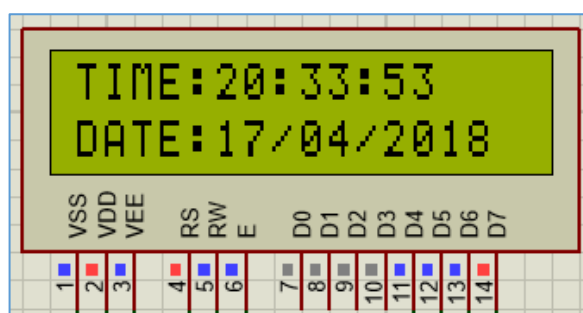 TIME:20:33:53
DATE:17/04/2018
VSS VDD VEE RS RW E D0 D1 D2 D3 D4 D5 D6 D7
1 2 3 4 5 6 7 8 9 10 11 12 13 14